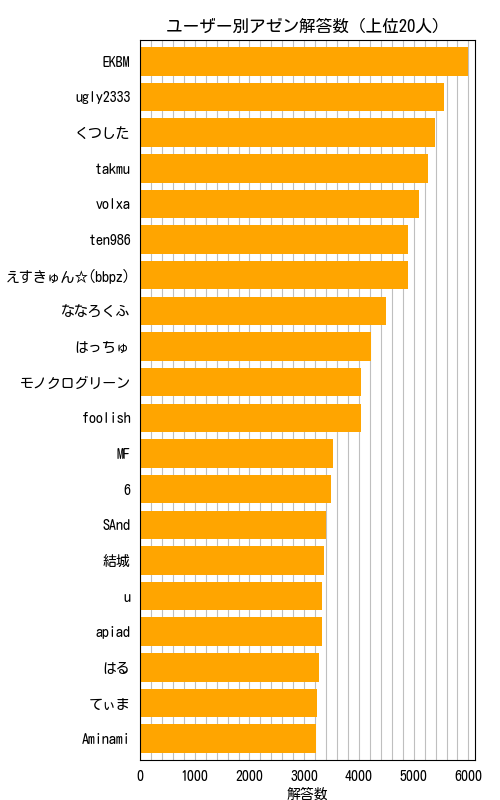 ユーザー別アゼン解答数 (上位20人)
EKBM
ugly2333
くつした
takmu
volxa
ten986
えすきゅん☆(bbpz)
ななろくふ
はっちゅ
モノクログリーン
foolish
MF
6
SAnd
結城
u
apiad
はる
てぃま
Aminami
0 1000 2000 3000 4000 5000 6000
解答数